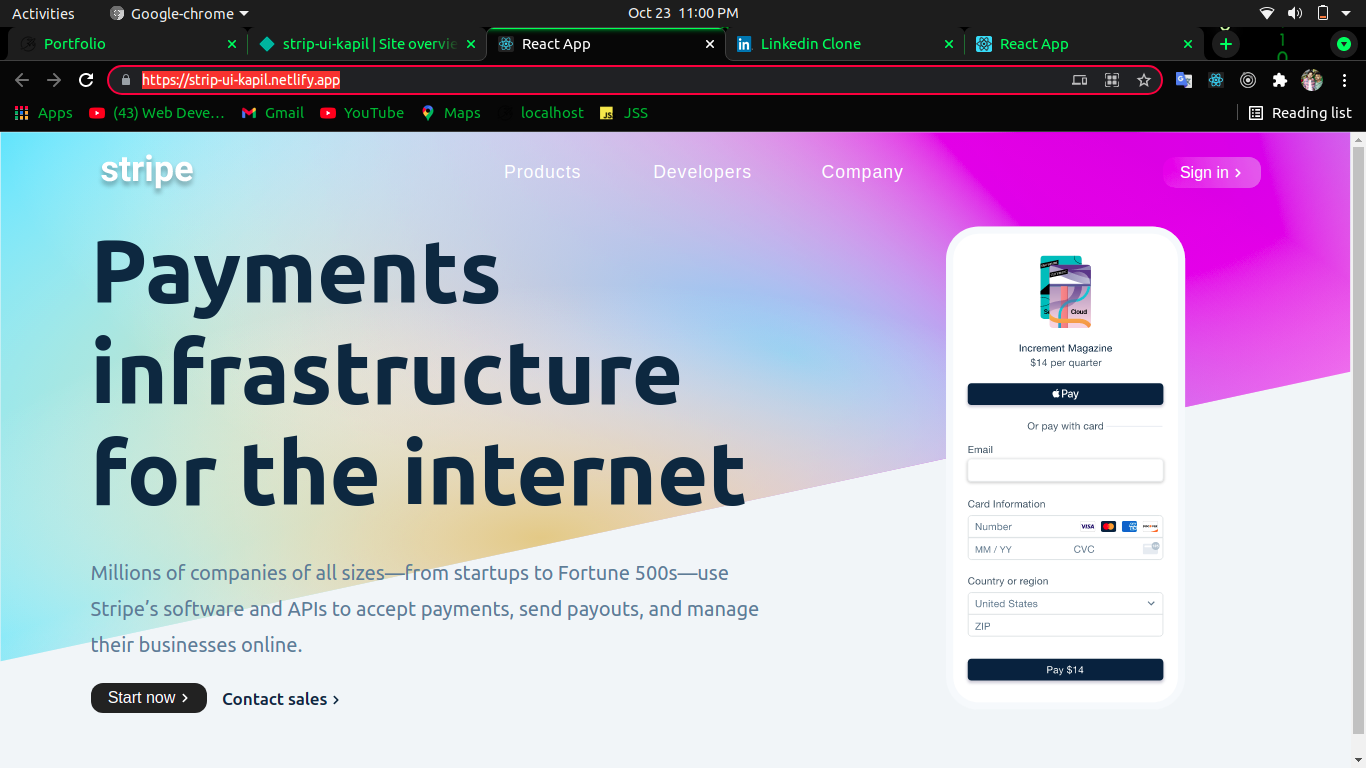 Activities
Google-chrome
Oct 23 11:00 PM
Portfolio
strip-ui-kapil | Site overvie
React App
Linkedin Clone
React App
https://strip-ui-kapil.netlify.app
Apps
(43) Web Deve…
Gmail
YouTube
Maps
localhost
JSS
Reading list
stripe
Products
Developers
Company
Sign in
Payments
infrastructure
for the internet
Millions of companies of all sizes—from startups to Fortune 500s—use
Stripe’s software and APIs to accept payments, send payouts, and manage
their businesses online.
Start now
Contact sales
Cloud
Increment Magazine
$14 per quarter
Pay
Or pay with card
Email
Card Information
Number
VISA
MM / YY
CVC
Country or region
United States
ZIP
Pay $14